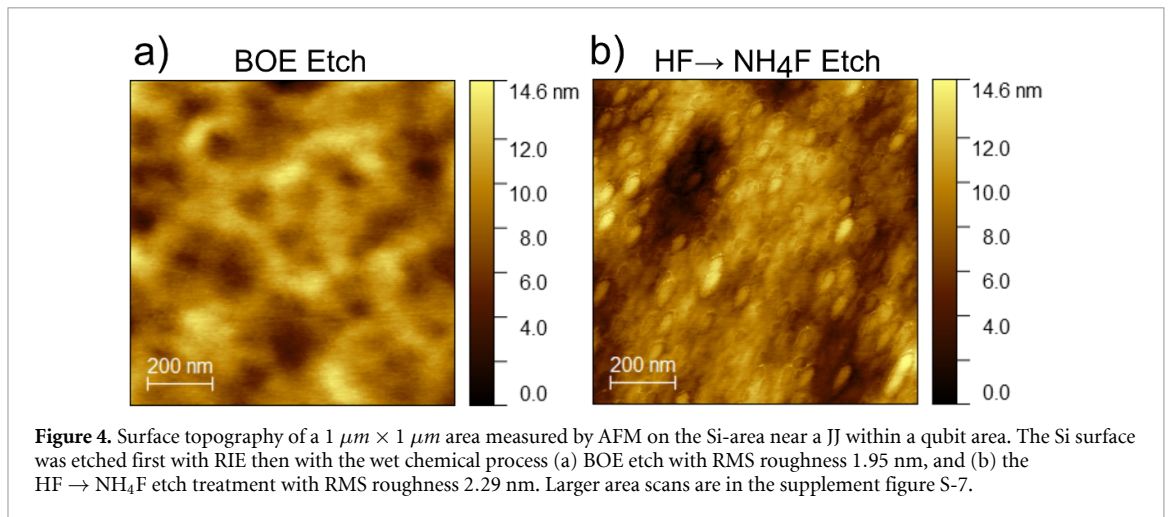 a)
BOE Etch
14.6 nm
12.0
10.0
8.0
6.0
4.0
0.0
200 nm
b)
HF→ NH4F Etch
14.6 nm
12.0
10.0
8.0
6.0
4.0
0.0
200 nm
Figure 4. Surface topography of a 1 μm × 1 μm area measured by AFM on the Si-area near a JJ within a qubit area. The Si surface
was etched first with RIE then with the wet chemical process (a) BOE etch with RMS roughness 1.95 nm, and (b) the
HF → NH₄F etch treatment with RMS roughness 2.29 nm. Larger area scans are in the supplement figure S-7.